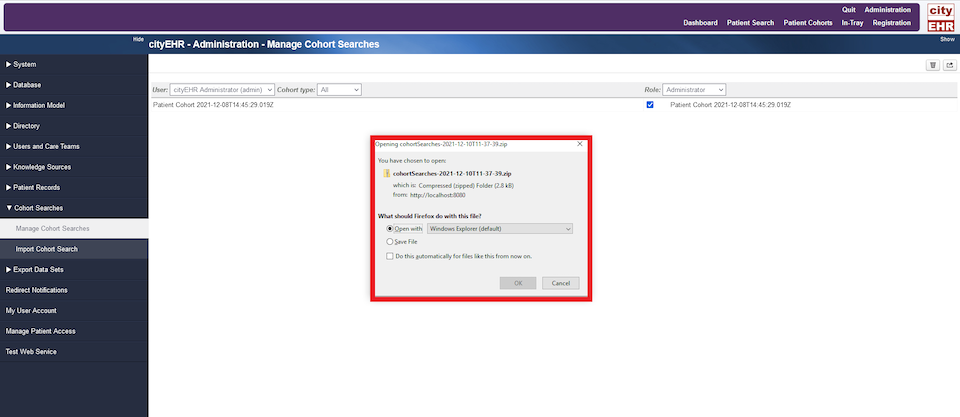 Quit Administration
city
EHR
Dashboard Patient Search Patient Cohorts In-Tray Registration
Hide
cityEHR - Administration - Manage Cohort Searches
Show
System
Database
Information Model
Directory
Users and Care Teams
Knowledge Sources
Patient Records
Cohort Searches
Manage Cohort Searches
Import Cohort Search
Export Data Sets
Redirect Notifications
My User Account
Manage Patient Access
Test Web Service
User: cityEHR Administrator (admin) Cohort type: All
Role: Administrator
Patient Cohort 2021-12-08T14:45:29.019Z
Patient Cohort 2021-12-08T14:45:29.019Z
Opening cohortSearches-2021-12-10T11-37-39.zip
You have chosen to open:
cohortSearches-2021-12-10T11-37-39.zip
which is: Compressed (zipped) Folder (2.8 kB)
from: http://localhost:8080
What should Firefox do with this file?
Open with Windows Explorer (default)
Save File
Do this automatically for files like this from now on.
OK Cancel